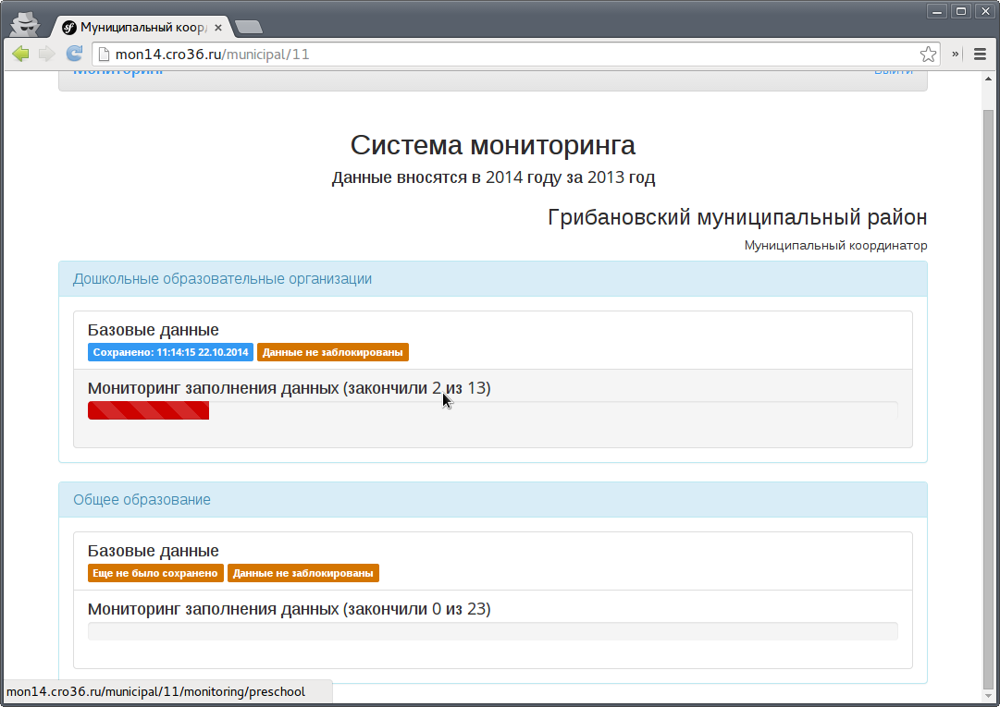 Муниципальный коор
mon14.cro36.ru/municipal/11
»
Мониторинг
Выйти
Система мониторинга
Данные вносятся в 2014 году за 2013 год
Грибановский муниципальный район
Муниципальный координатор
Дошкольные образовательные организации
Базовые данные
Сохранено: 11:14:15 22.10.2014 Данные не заблокированы
Мониторинг заполнения данных (закончили 2 из 13)
Общее образование
Базовые данные
Еще не было сохранено Данные не заблокированы
Мониторинг заполнения данных (закончили 0 из 23)
mon14.cro36.ru/municipal/11/monitoring/preschool